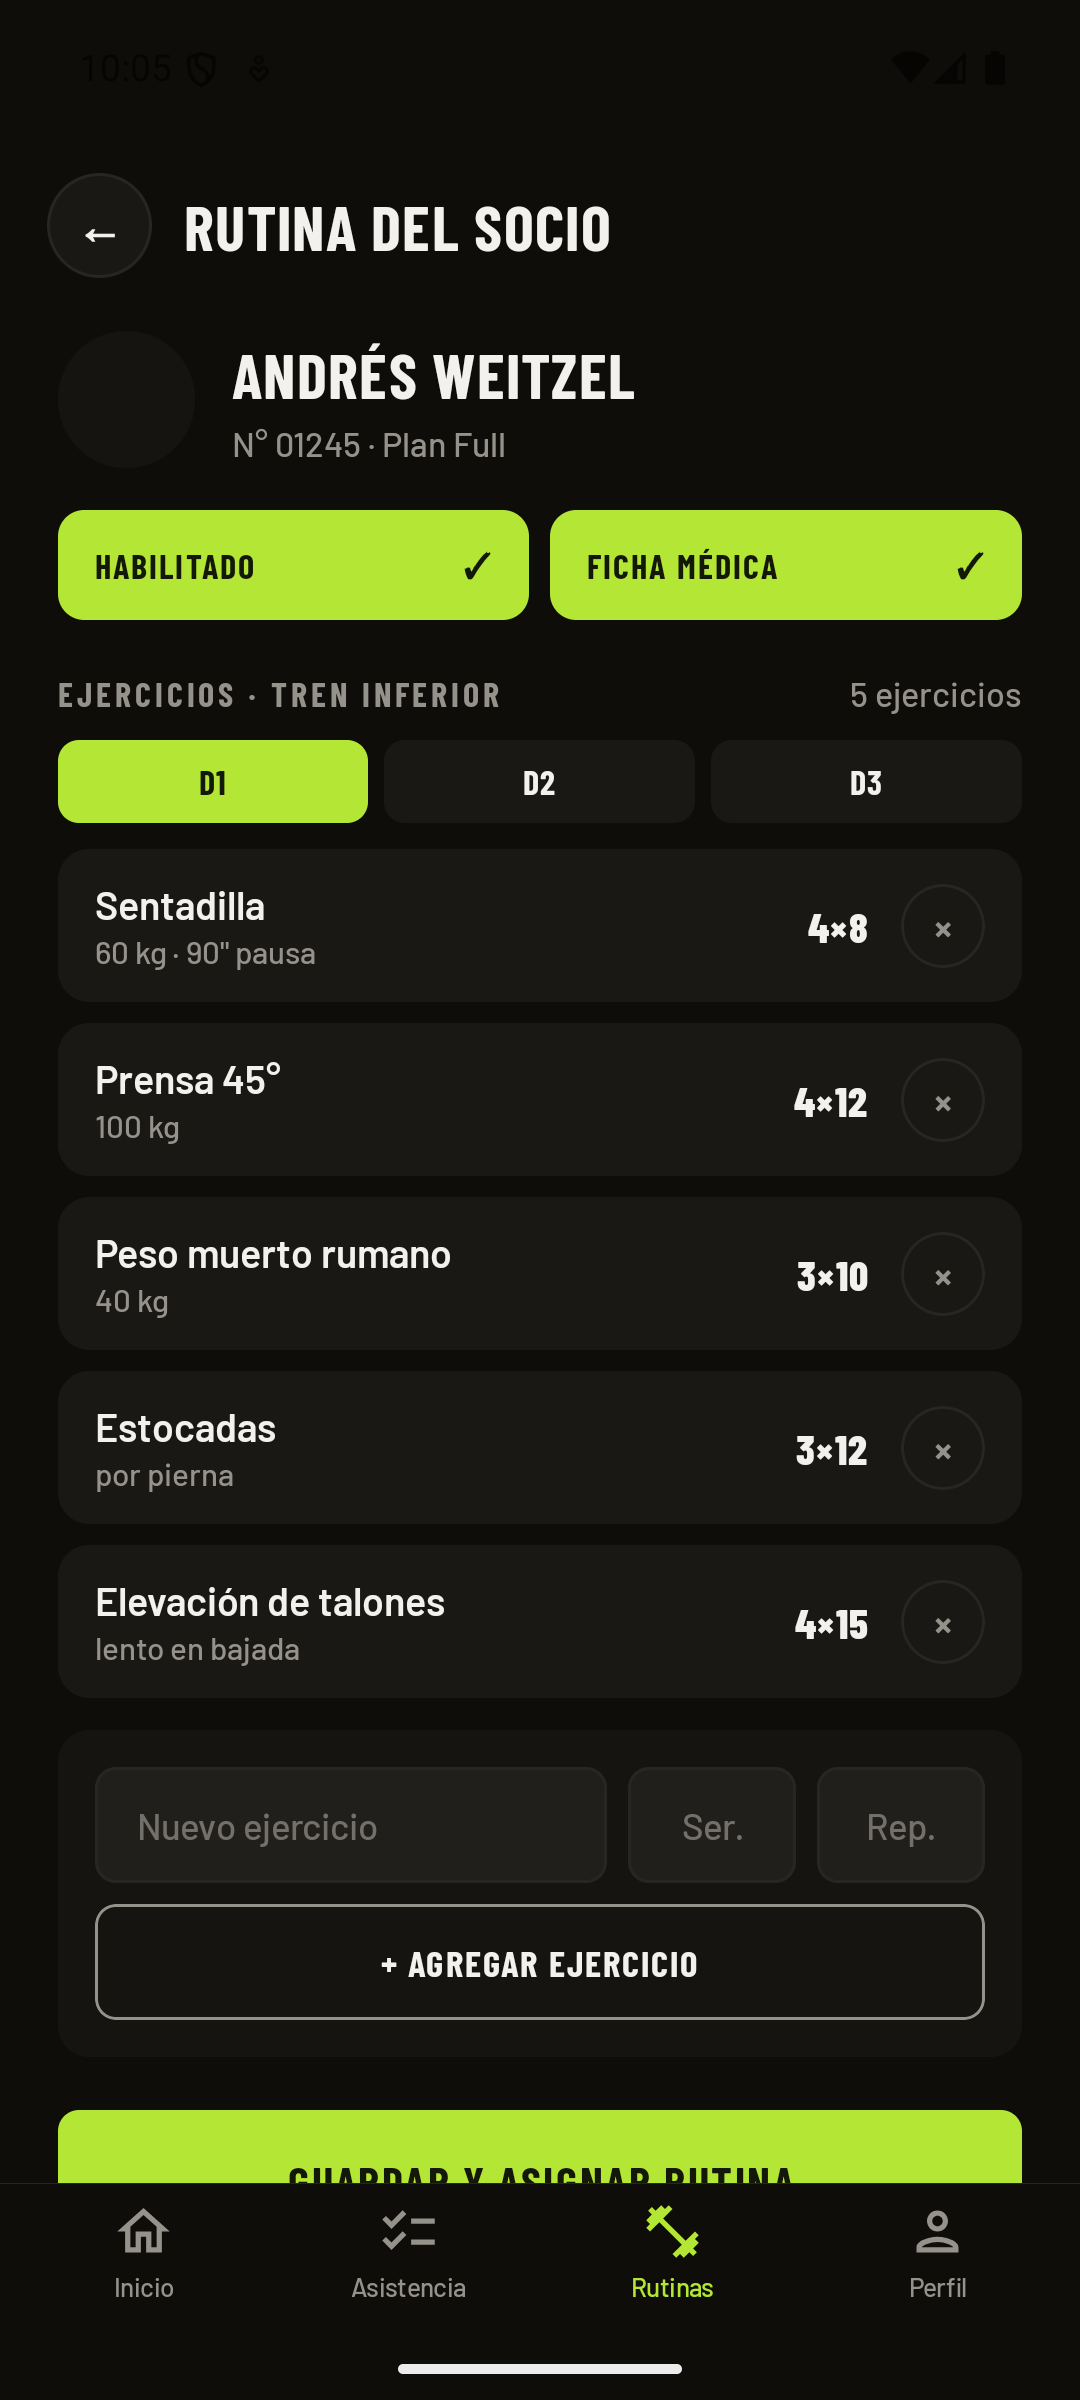 10:05
← RUTINA DEL SOCIO
ANDRÉS WEITZEL
N° 01245 · Plan Full
HABILITADO ✓ FICHA MÉDICA ✓
EJERCICIOS · TREN INFERIOR 5 ejercicios
D1 D2 D3
Sentadilla
60 kg · 90" pausa
4×8 ×
Prensa 45°
100 kg
4×12 ×
Peso muerto rumano
40 kg
3×10 ×
Estocadas
por pierna
3×12 ×
Elevación de talones
lento en bajada
4×15 ×
Nuevo ejercicio Ser. Rep.
+ AGREGAR EJERCICIO
GUARDAR Y ASIGNAR RUTINA
Inicio Asistencia Rutinas Perfil